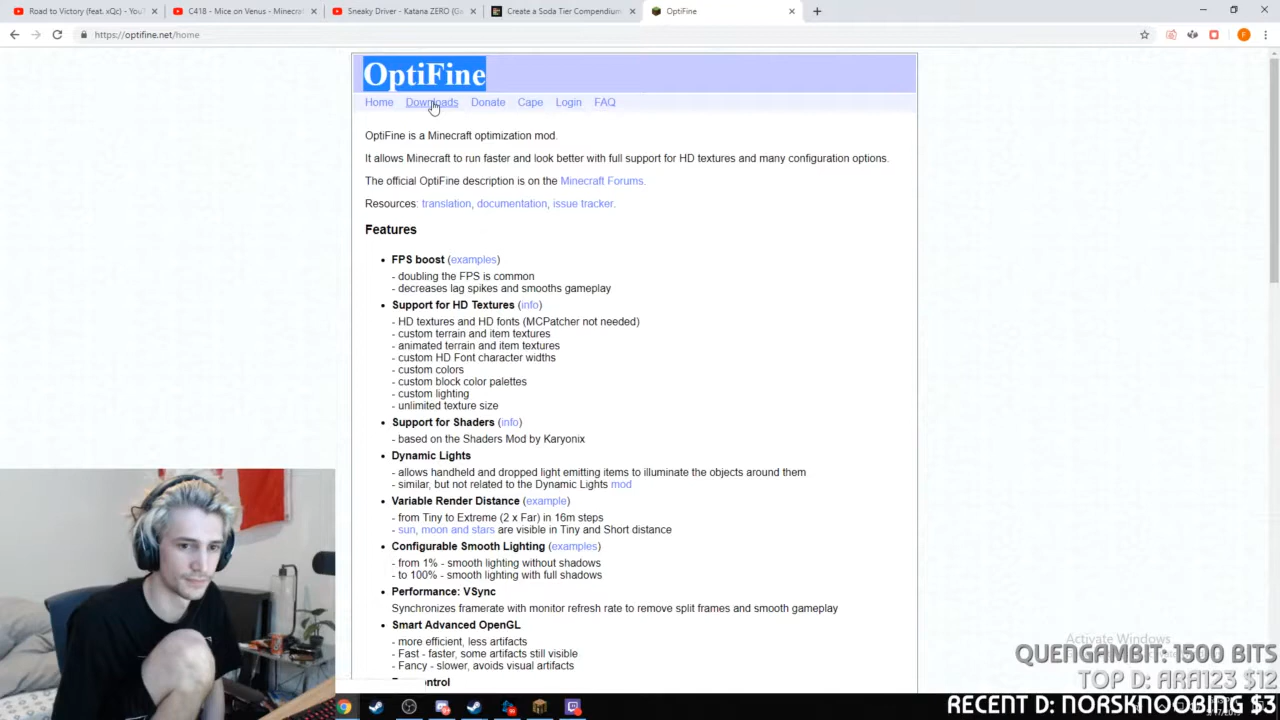 Road to Victory (feat. xQc) - YouT
C418 - Mice on Venus - Minecraf
Sneaky Driver - Katana ZERO (Ga
Create a Soda Tier Compendium
OptiFine
https://optifine.net/home
OptiFine
Home Downloads Donate Cape Login FAQ
OptiFine is a Minecraft optimization mod.
It allows Minecraft to run faster and look better with full support for HD textures and many configuration options.
The official OptiFine description is on the Minecraft Forums.
Resources: translation, documentation, issue tracker.
Features
• FPS boost (examples)
- doubling the FPS is common
- decreases lag spikes and smooths gameplay
• Support for HD Textures (info)
- HD textures and HD fonts (MCPatcher not needed)
- custom terrain and item textures
- animated terrain and item textures
- custom HD Font character widths
- custom colors
- custom block color palettes
- custom lighting
- unlimited texture size
• Support for Shaders (info)
- based on the Shaders Mod by Karyonix
• Dynamic Lights
- allows handheld and dropped light emitting items to illuminate the objects around them
- similar, but not related to the Dynamic Lights mod
• Variable Render Distance (example)
- from Tiny to Extreme (2 x Far) in 16m steps
- sun, moon and stars are visible in Tiny and Short distance
• Configurable Smooth Lighting (examples)
- from 1% - smooth lighting without shadows
- to 100% - smooth lighting with full shadows
• Performance: VSync
Synchronizes framerate with monitor refresh rate to remove split frames and smooth gameplay
• Smart Advanced OpenGL
- more efficient, less artifacts
- Fast - faster, some artifacts still visible
- Fancy - slower, avoids visual artifacts
Activate Windows
QUENGAMBIT: 1500 BITS
TOP D: ARA123 $12
RECENT D: NORSKNOOBING $3